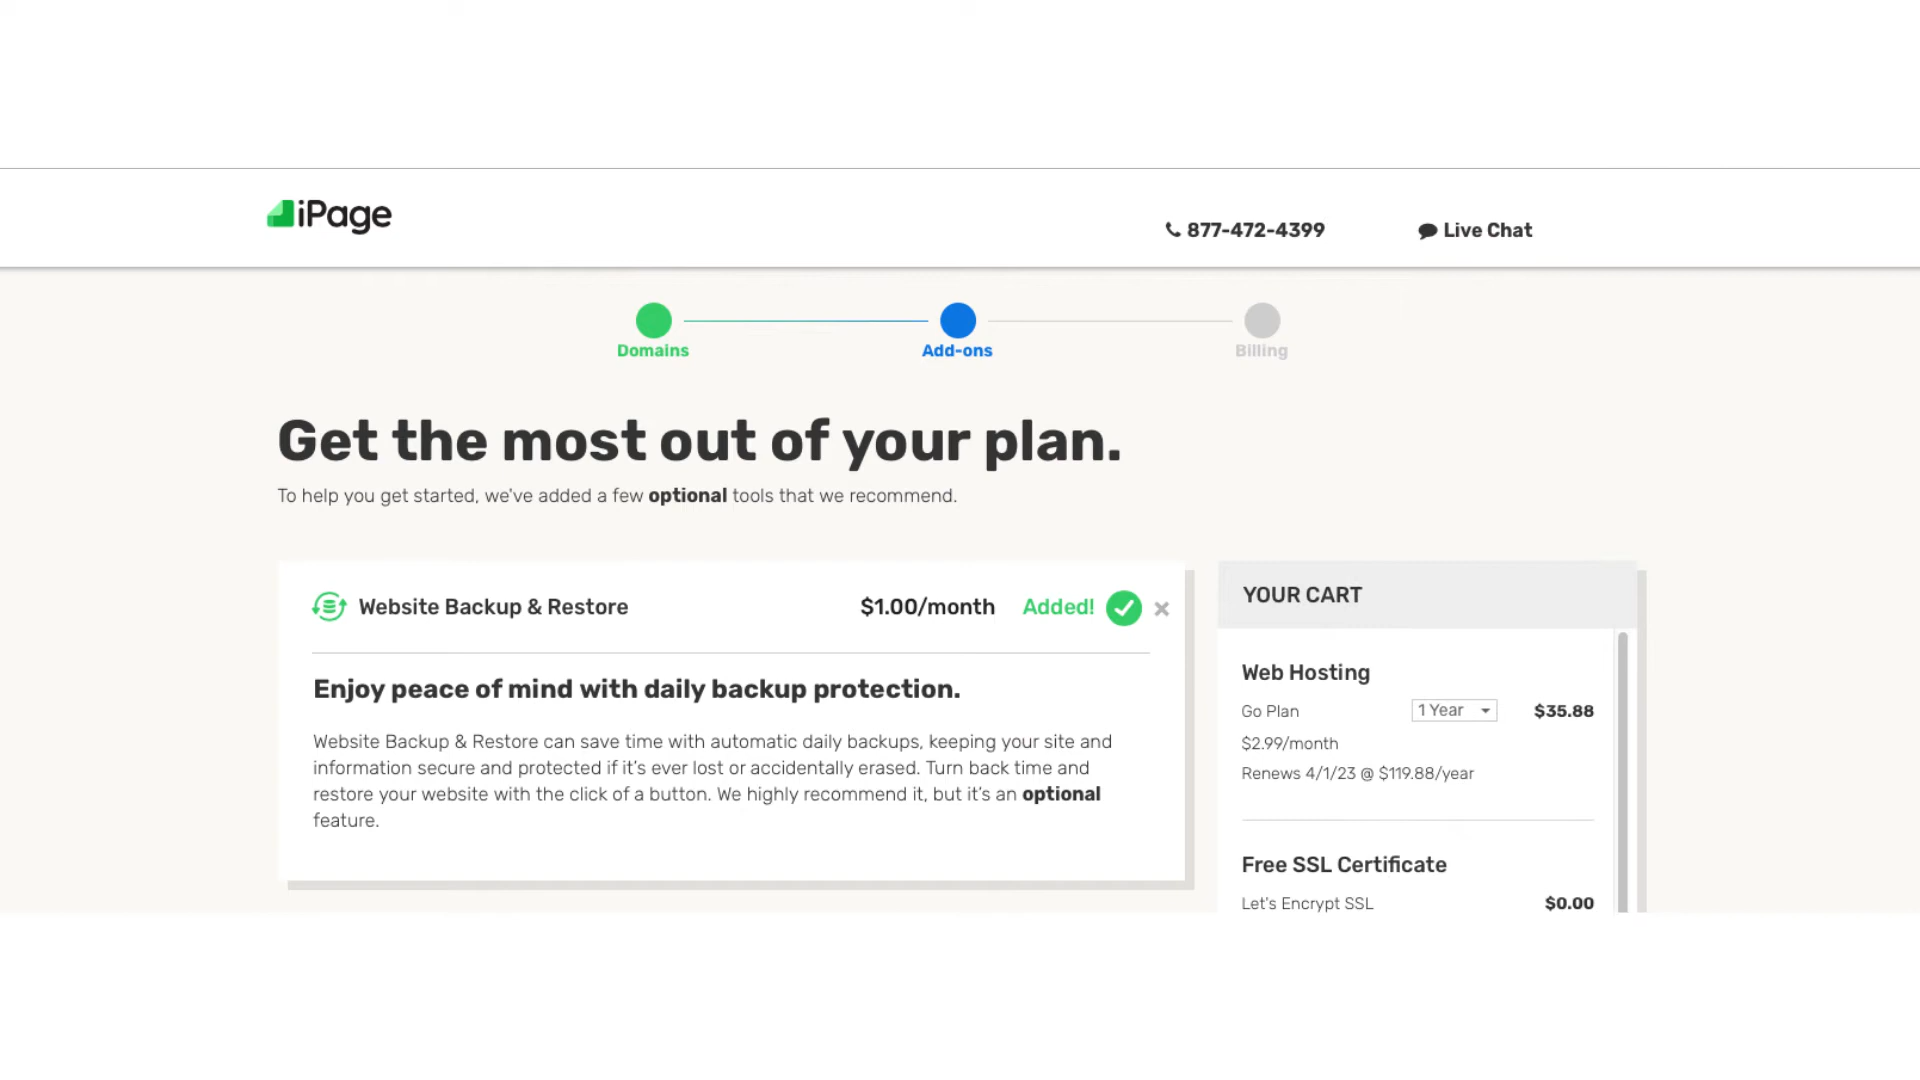 iPage
877-472-4399
Live Chat
Domains
Add-ons
Billing
Get the most out of your plan.
To help you get started, we've added a few optional tools that we recommend.
Website Backup & Restore $1.00/month Added!
Enjoy peace of mind with daily backup protection.
Website Backup & Restore can save time with automatic daily backups, keeping your site and
information secure and protected if it's ever lost or accidentally erased. Turn back time and
restore your website with the click of a button. We highly recommend it, but it's an optional
feature.
YOUR CART
Web Hosting
Go Plan 1 Year $35.88
$2.99/month
Renews 4/1/23 @ $119.88/year
Free SSL Certificate
Let's Encrypt SSL $0.00